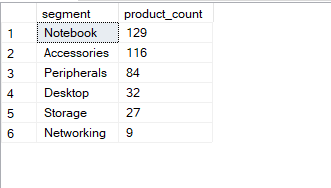 segment product_count
1 Notebook 129
2 Accessories 116
3 Peripherals 84
4 Desktop 32
5 Storage 27
6 Networking 9